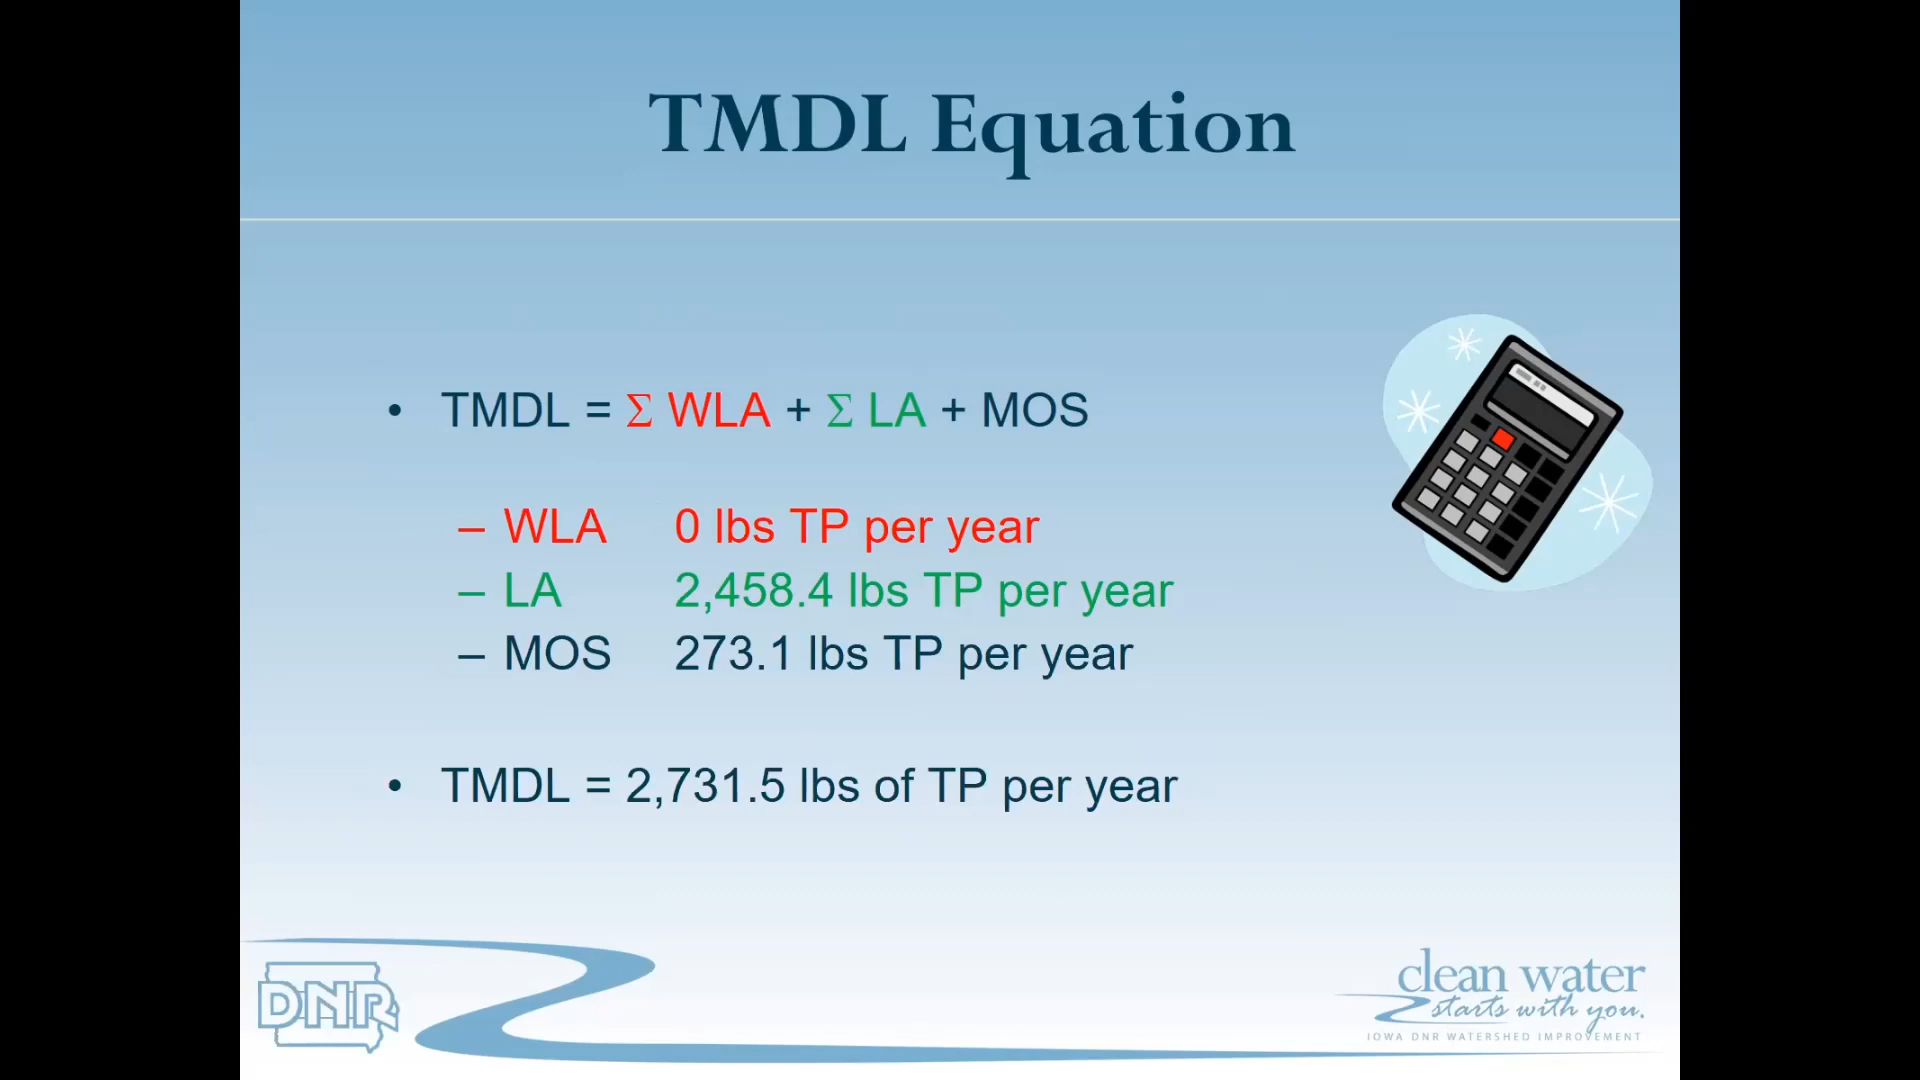 TMDL Equation
• TMDL = Σ WLA + Σ LA + MOS
– WLA 0 lbs TP per year
– LA 2,458.4 lbs TP per year
– MOS 273.1 lbs TP per year
• TMDL = 2,731.5 lbs of TP per year
DNR
clean water
starts with you.
IOWA DNR WATERSHED IMPROVEMENT